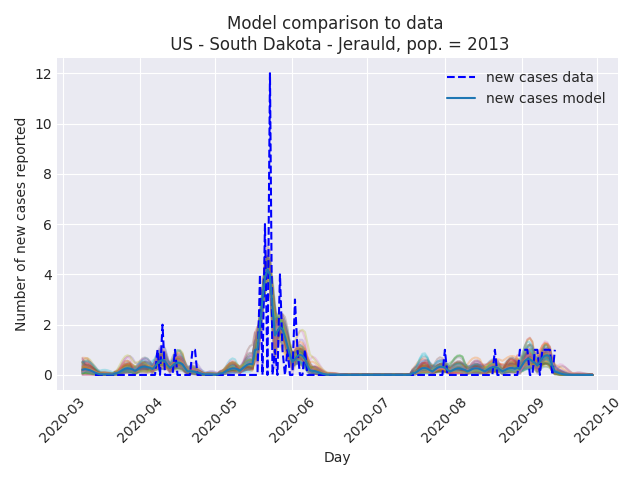 Model comparison to data
US - South Dakota - Jerauld, pop. = 2013
new cases data
new cases model
Number of new cases reported
12
10
8
6
4
2
0
2020-03
2020-04
2020-05
2020-06
2020-07
2020-08
2020-09
2020-10
Day